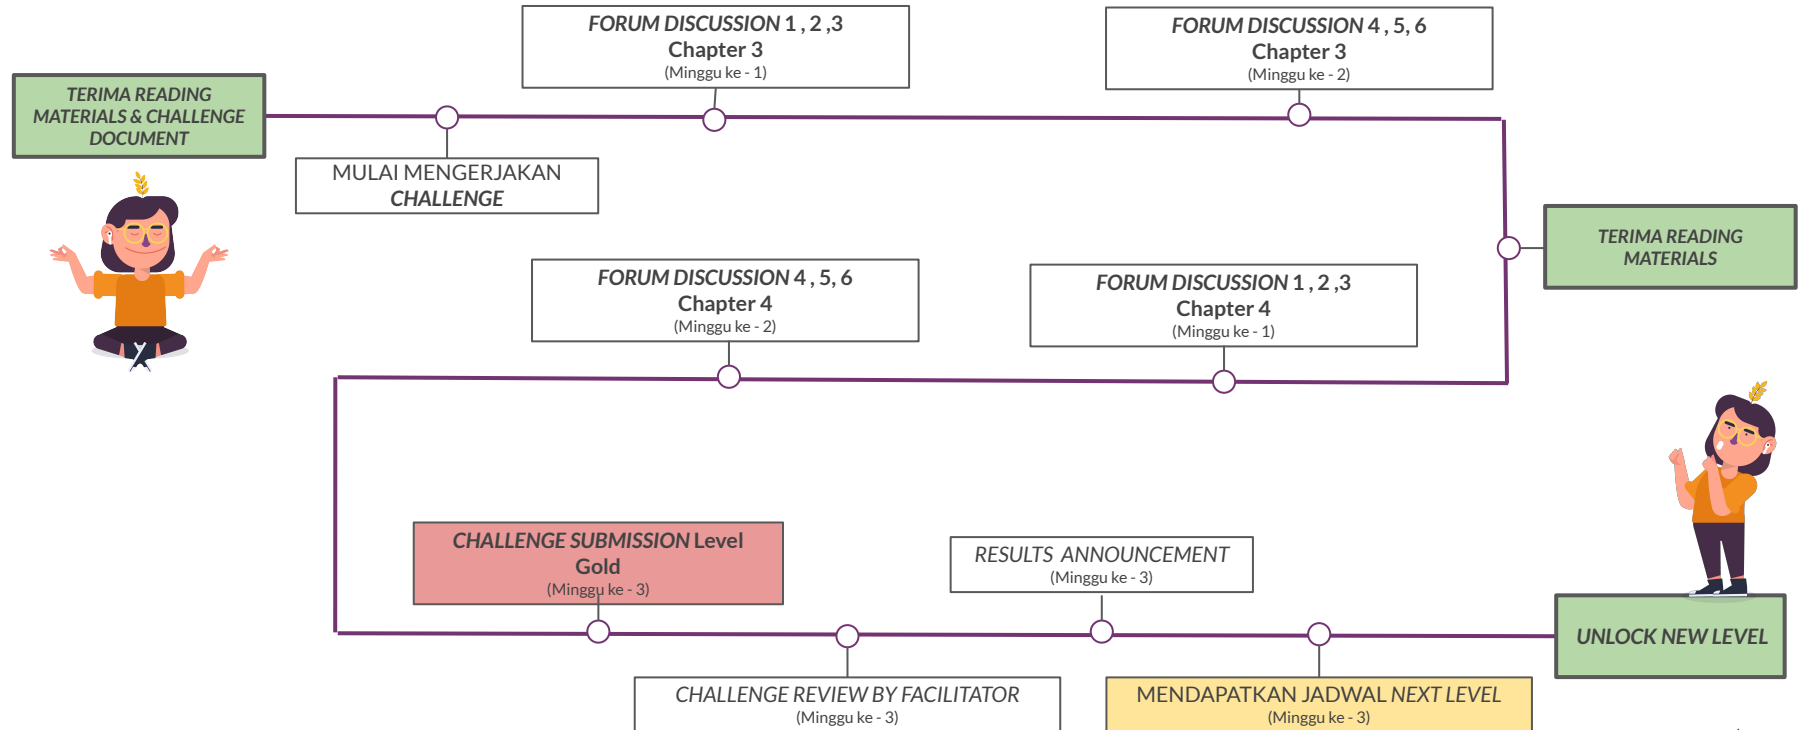 TERIMA READING
MATERIALS & CHALLENGE
DOCUMENT
MULAI MENGERJAKAN
CHALLENGE
FORUM DISCUSSION 1 , 2 ,3
Chapter 3
(Minggu ke - 1)
FORUM DISCUSSION 4 , 5, 6
Chapter 3
(Minggu ke - 2)
TERIMA READING
MATERIALS
FORUM DISCUSSION 1 , 2 ,3
Chapter 4
(Minggu ke - 1)
FORUM DISCUSSION 4 , 5, 6
Chapter 4
(Minggu ke - 2)
CHALLENGE SUBMISSION Level
Gold
(Minggu ke - 3)
CHALLENGE REVIEW BY FACILITATOR
(Minggu ke - 3)
RESULTS ANNOUNCEMENT
(Minggu ke - 3)
MENDAPATKAN JADWAL NEXT LEVEL
(Minggu ke - 3)
UNLOCK NEW LEVEL